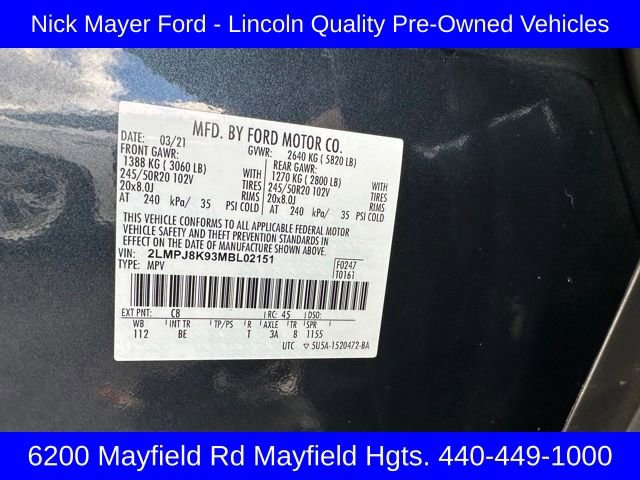 Nick Mayer Ford - Lincoln Quality Pre-Owned Vehicles
MFD. BY FORD MOTOR CO.
DATE: 03/21 GVWR: 2640 KG ( 5820 LB)
FRONT GAWR: REAR GAWR:
1388 KG ( 3060 LB) WITH 1270 KG ( 2800 LB) WITH
245/50R20 102V TIRES 245/50R20 102V TIRES
20x8.0J RIMS 20x8.0J RIMS
AT 240 kPa/ 35 PSI COLD AT 240 kPa/ 35 PSI COLD
THIS VEHICLE CONFORMS TO ALL APPLICABLE FEDERAL MOTOR
VEHICLE SAFETY AND THEFT PREVENTION STANDARDS IN
EFFECT ON THE DATE OF MANUFACTURE SHOWN ABOVE.
VIN: 2LMPJ8K93MBL02151 F0247
TYPE: MPV T0161
EXT PNT: C8 RC: 45 DSO:
WB INT TR TP/PS R AXLE TR SPR
112 BE T 3A 8 1155
UTC ▽ 5U5A-1520472-BA
6200 Mayfield Rd Mayfield Hgts. 440-449-1000